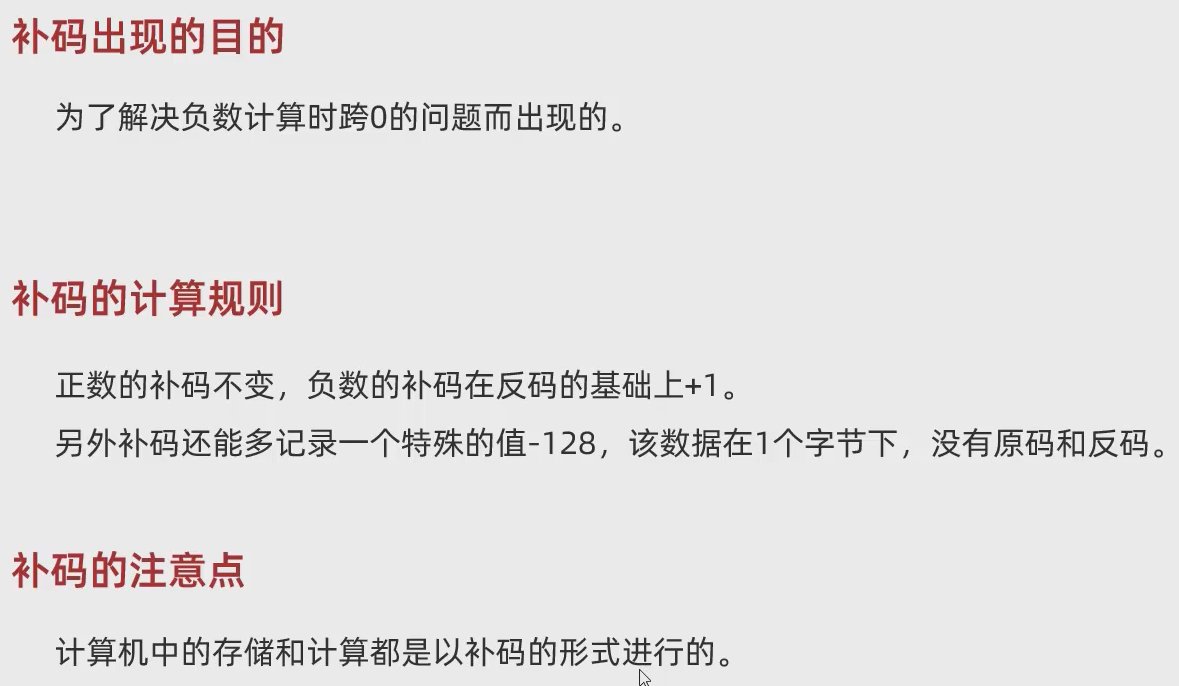 补码出现的目的
为了解决负数计算时跨0的问题而出现的。
补码的计算规则
正数的补码不变，负数的补码在反码的基础上+1。
另外补码还能多记录一个特殊的值-128，该数据在1个字节下，没有原码和反码。
补码的注意点
计算机中的存储和计算都是以补码的形式进行的。